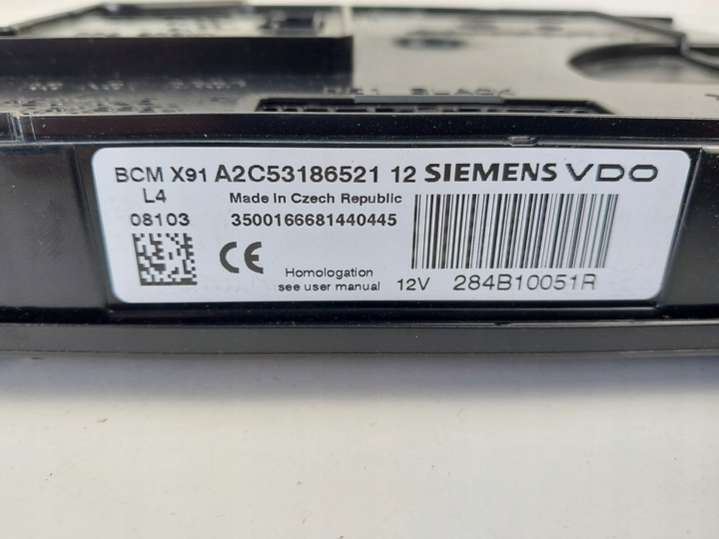 BCM X91 A2C53186521 12 SIEMENS VDO
L4 Made in Czech Republic
08103 3500166681440445
CE
Homologation
see user manual 12V 284B10051R